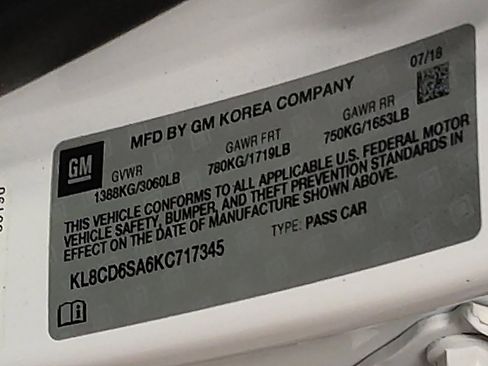 07/18
MFD BY GM KOREA COMPANY
GM
GVWR GAWR FRT GAWR RR
1388KG/3060LB 780KG/1719LB 750KG/1653LB
THIS VEHICLE CONFORMS TO ALL APPLICABLE U.S. FEDERAL MOTOR
VEHICLE SAFETY, BUMPER, AND THEFT PREVENTION STANDARDS IN
EFFECT ON THE DATE OF MANUFACTURE SHOWN ABOVE.
KL8CD6SA6KC717345 TYPE: PASS CAR